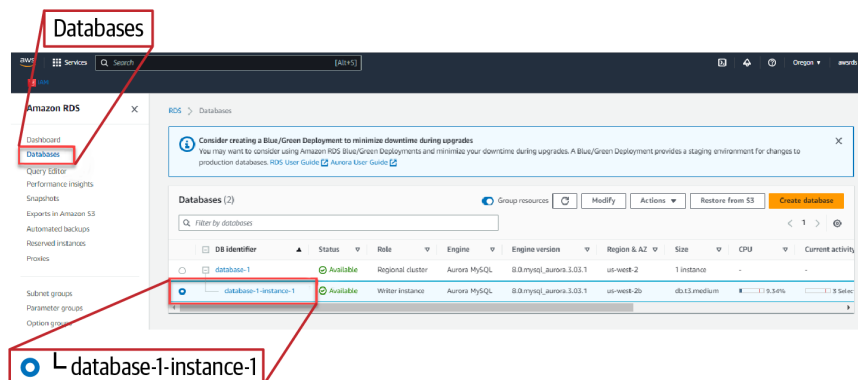 Databases
aws Services Search [Alt+S] Oregon ▼
Amazon RDS X
RDS > Databases
Dashboard
Databases
Query Editor
Performance insights
Snapshots
Exports in Amazon S3
Automated backups
Reserved instances
Proxies
Subnet groups
Parameter groups
Option groups
Consider creating a Blue/Green Deployment to minimize downtime during upgrades
You may want to consider using Amazon RDS Blue/Green Deployments and minimize your downtime during upgrades. A Blue/Green Deployment provides a staging environment for changes to
production databases. RDS User Guide Aurora User Guide
Databases (2) Group resources Modify Actions ▼ Restore from S3 Create database
Filter by databases < 1 >
DB identifier ▲ Status ▼ Role ▼ Engine ▼ Engine version ▼ Region & AZ ▼ Size ▼ CPU ▼ Current activity
database-1 Available Regional cluster Aurora MySQL 8.0.mysql_aurora.3.03.1 us-west-2 1 instance - -
database-1-instance-1 Available Writer instance Aurora MySQL 8.0.mysql_aurora.3.03.1 us-west-2b db.t3.medium 9.34% 3 Selec
database-1-instance-1